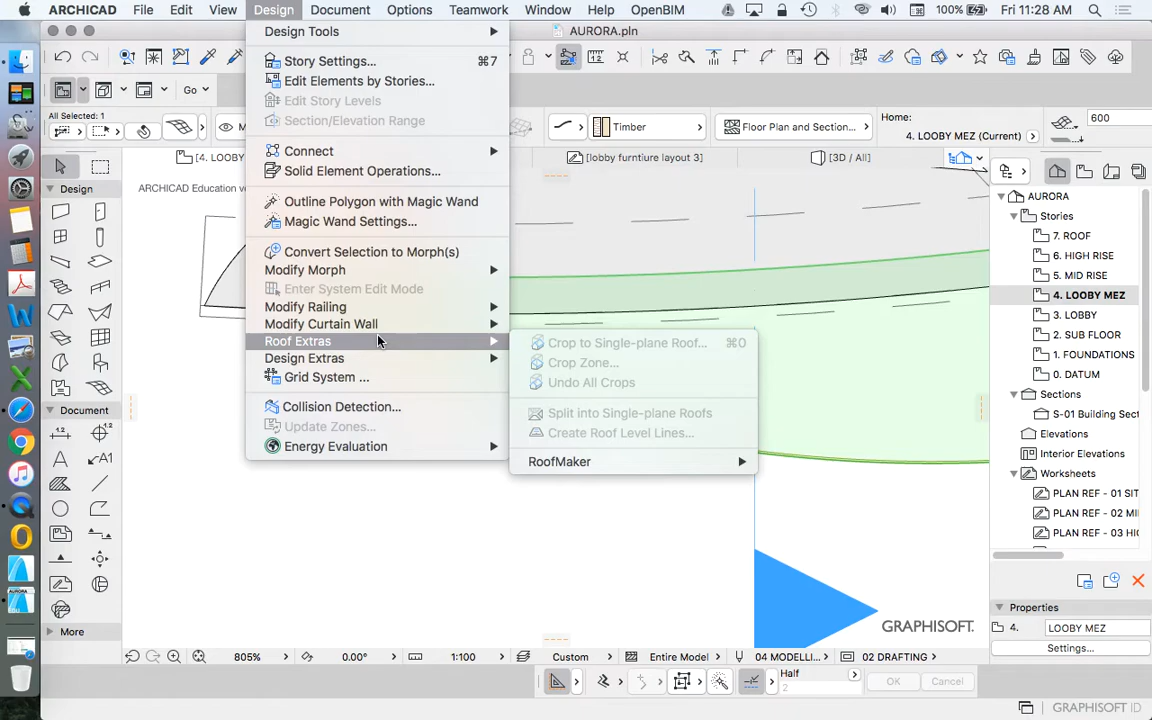 ARCHICAD File Edit View Design Document Options Teamwork Window Help OpenBIM 100% Fri 11:28 AM
AURORA.pln
Design Tools
Story Settings... ⌘7
Edit Elements by Stories...
Edit Story Levels
Section/Elevation Range
Connect
Solid Element Operations...
Outline Polygon with Magic Wand
Magic Wand Settings...
Convert Selection to Morph(s)
Modify Morph
Enter System Edit Mode
Modify Railing
Modify Curtain Wall
Roof Extras
Design Extras
Grid System ...
Collision Detection...
Update Zones...
Energy Evaluation
Crop to Single-plane Roof... ⌘0
Crop Zone...
Undo All Crops
Split into Single-plane Roofs
Create Roof Level Lines...
RoofMaker
Go
All Selected: 1
Timber
Floor Plan and Section...
Home:
4. LOOBY MEZ (Current)
600
[4. LOOBY
[lobby furntiure layout 3]
[3D / All]
ARCHICAD Education ve
Design
Document
More
AURORA
Stories
7. ROOF
6. HIGH RISE
5. MID RISE
4. LOOBY MEZ
3. LOBBY
2. SUB FLOOR
1. FOUNDATIONS
0. DATUM
Sections
S-01 Building Sect
Elevations
Interior Elevations
Worksheets
PLAN REF - 01 SIT
PLAN REF - 02 MI
PLAN REF - 03 HI
Properties
4. LOOBY MEZ
Settings...
GRAPHISOFT.
805% 0.00° 1:100 Custom Entire Model 04 MODELLI... 02 DRAFTING
Half
2
OK Cancel
GRAPHISOFT ID